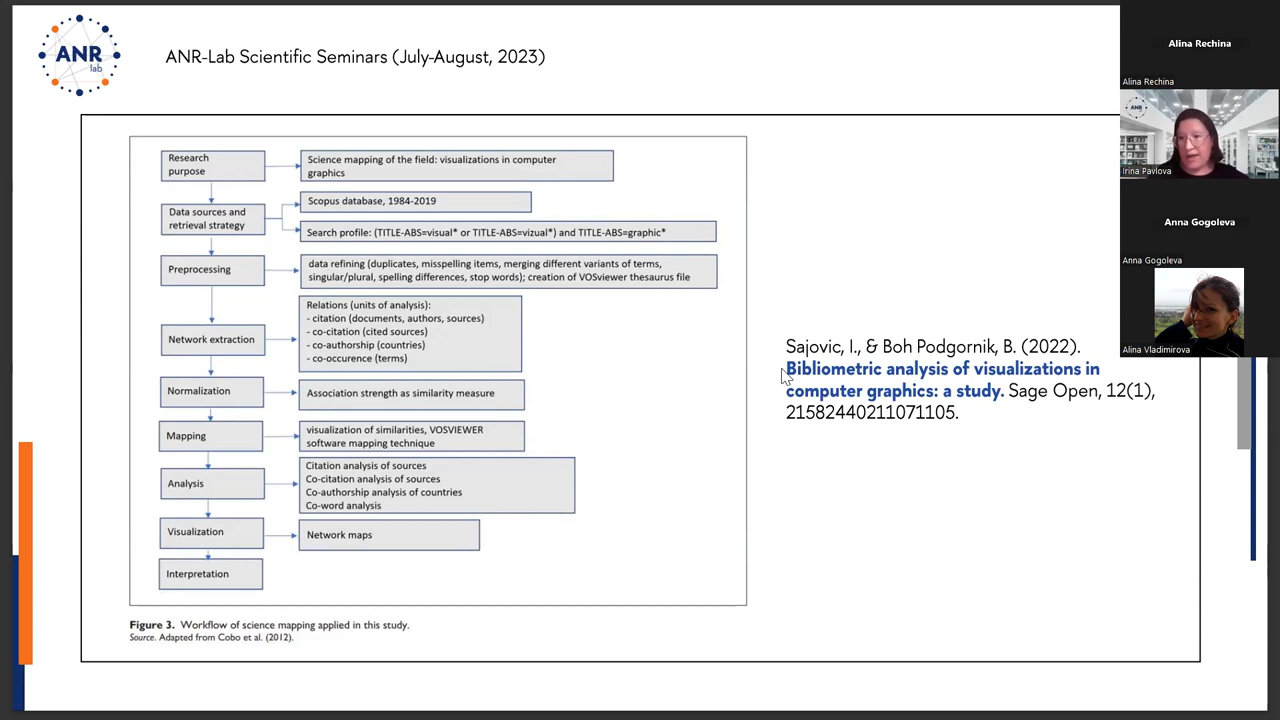 ANR
lab
ANR-Lab Scientific Seminars (July-August, 2023)
Research
purpose
Science mapping of the field: visualizations in computer
graphics
Data sources and
retrieval strategy
Scopus database, 1984-2019
Search profile: (TITLE-ABS=visual* or TITLE-ABS=vizual*) and TITLE-ABS=graphic*
Preprocessing
data refining (duplicates, misspelling items, merging different variants of terms,
singular/plural, spelling differences, stop words); creation of VOSviewer thesaurus file
Network extraction
Relations (units of analysis):
- citation (documents, authors, sources)
- co-citation (cited sources)
- co-authorship (countries)
- co-occurence (terms)
Normalization
Association strength as similarity measure
Mapping
visualization of similarities, VOSVIEWER
software mapping technique
Analysis
Citation analysis of sources
Co-citation analysis of sources
Co-authorship analysis of countries
Co-word analysis
Visualization
Network maps
Interpretation
Figure 3. Workflow of science mapping applied in this study.
Source. Adapted from Cobo et al. (2012).
Sajovic, I., & Boh Podgornik, B. (2022).
Bibliometric analysis of visualizations in
computer graphics: a study. Sage Open, 12(1),
21582440211071105.
Alina Rechina
Alina Rechina
ANR
Irina Pavlova
Anna Gogoleva
Anna Gogoleva
Alina Vladimirova